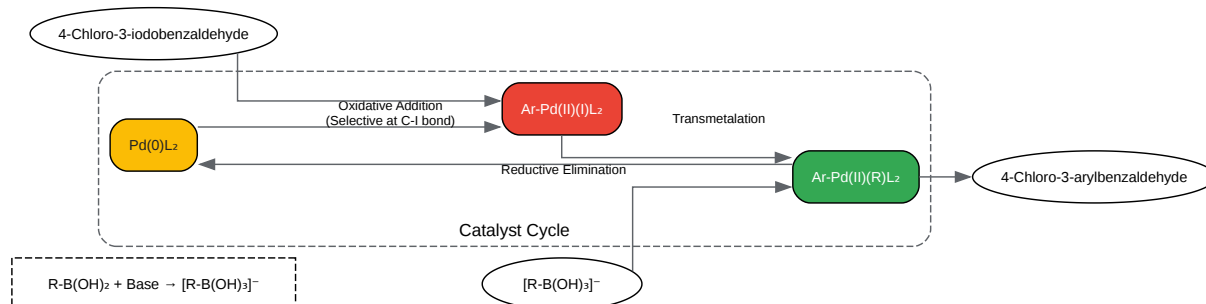 4-Chloro-3-iodobenzaldehyde
Oxidative Addition
(Selective at C-I bond)
Ar-Pd(II)(I)L₂
Transmetalation
Pd(0)L₂
Reductive Elimination
Ar-Pd(II)(R)L₂
4-Chloro-3-arylbenzaldehyde
Catalyst Cycle
R-B(OH)₂ + Base → [R-B(OH)₃]⁻
[R-B(OH)₃]⁻